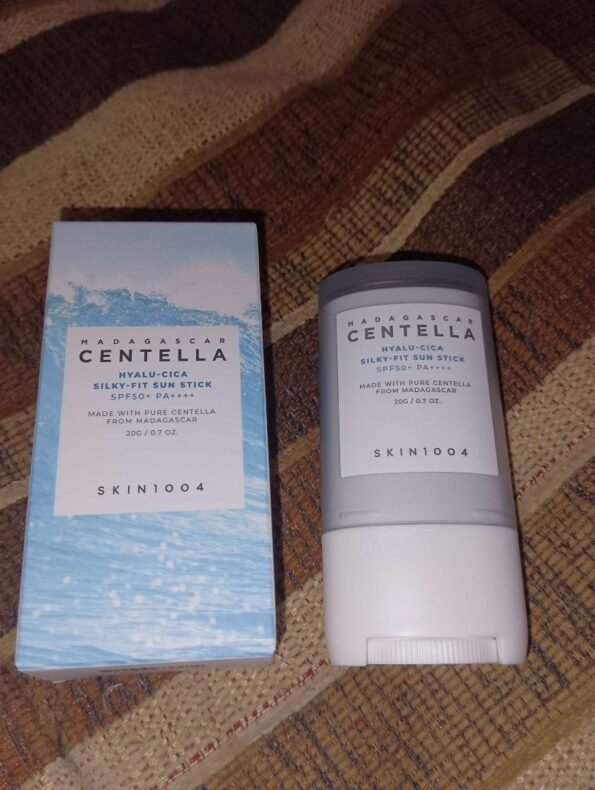 MADAGASCAR
CENTELLA
HYALU-CICA
SILKY-FIT SUN STICK
SPF50+ PA++++
MADE WITH PURE CENTELLA
FROM MADAGASCAR
20G / 0.7 OZ.
SKIN1004
MADAGASCAR
CENTELLA
HYALU-CICA
SILKY-FIT SUN STICK
SPF50+ PA++++
MADE WITH PURE CENTELLA
FROM MADAGASCAR
20G / 0.7 OZ.
SKIN1004